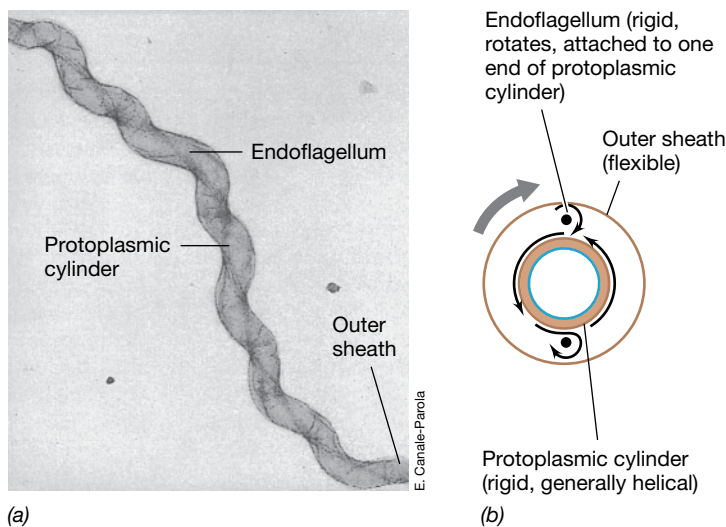 Endoflagellum
Protoplasmic
cylinder
Outer
sheath
E. Canale-Parola
(a)
Endoflagellum (rigid,
rotates, attached to one
end of protoplasmic
cylinder)
Outer sheath
(flexible)
Protoplasmic cylinder
(rigid, generally helical)
(b)